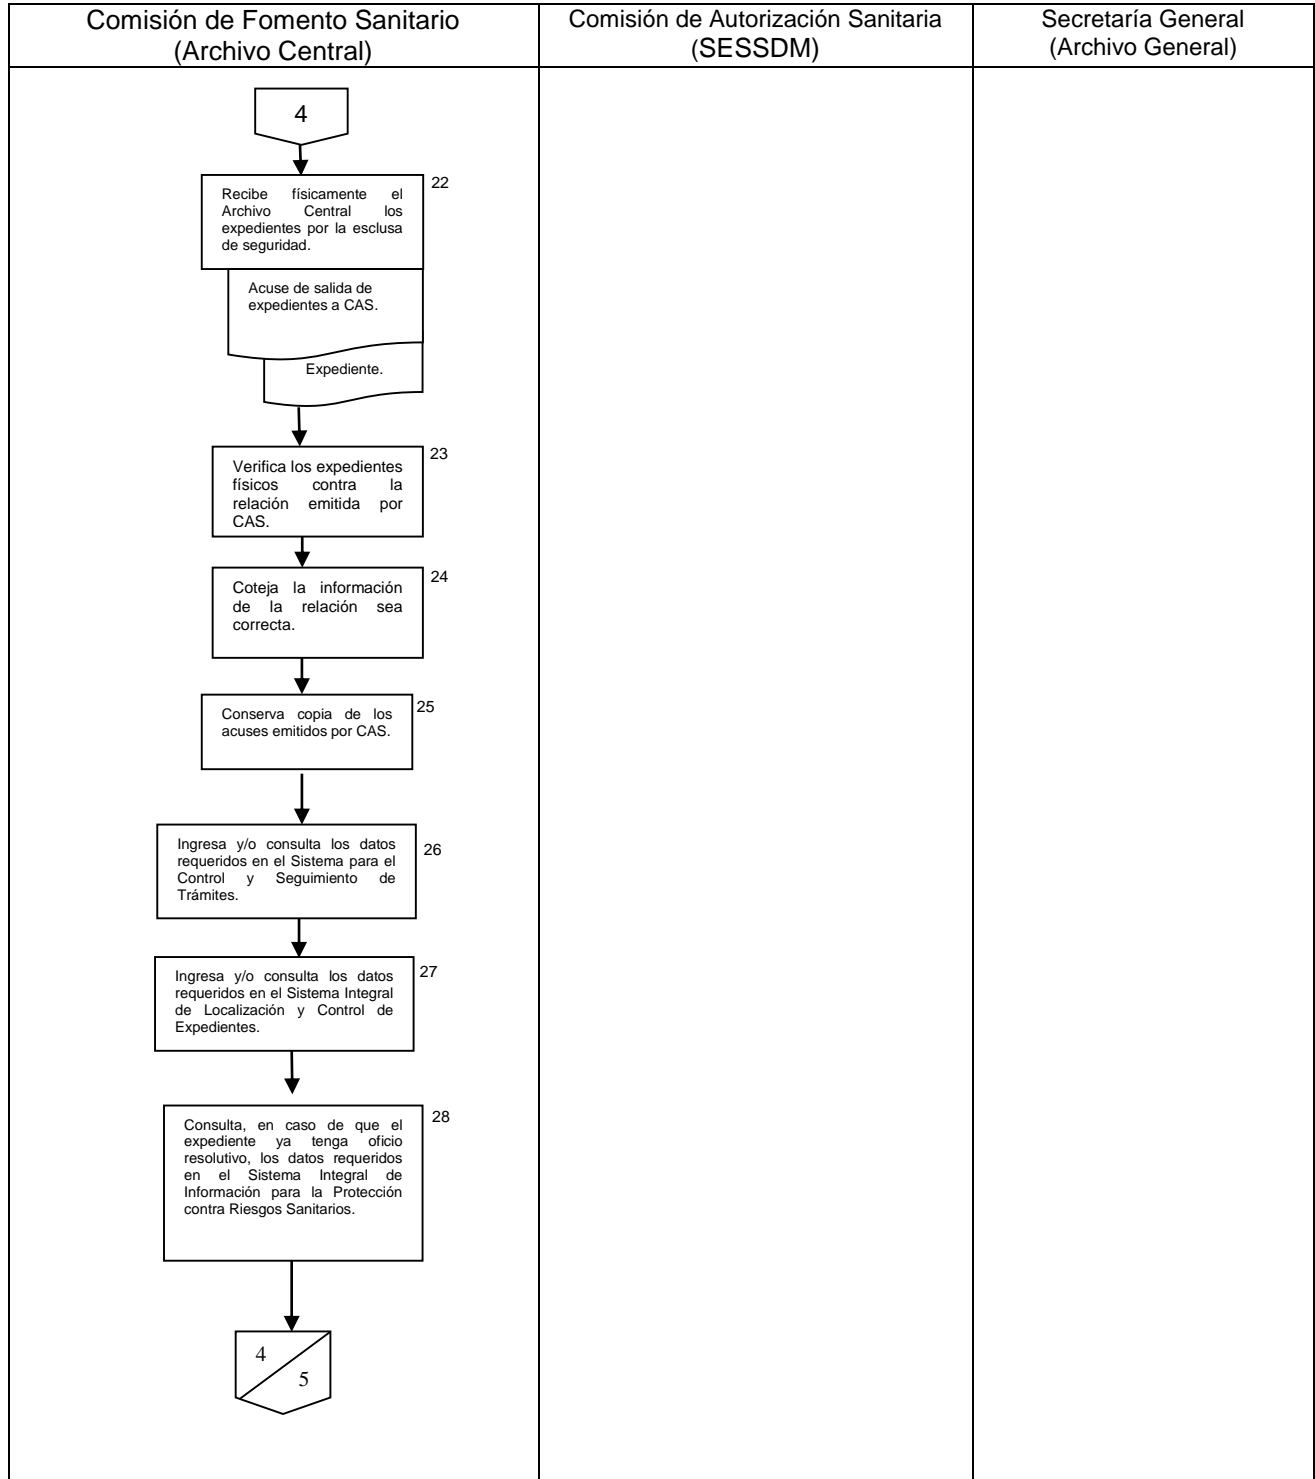 Comisión de Fomento Sanitario
(Archivo Central)
Comisión de Autorización Sanitaria
(SESSDM)
Secretaría General
(Archivo General)
4
22
Recibe físicamente el
Archivo Central los
expedientes por la esclusa
de seguridad.
Acuse de salida de
expedientes a CAS.
Expediente.
23
Verifica los expedientes
físicos contra la
relación emitida por
CAS.
24
Coteja la información
de la relación sea
correcta.
25
Conserva copia de los
acuses emitidos por CAS.
26
Ingresa y/o consulta los datos
requeridos en el Sistema para el
Control y Seguimiento de
Trámites.
27
Ingresa y/o consulta los datos
requeridos en el Sistema Integral
de Localización y Control de
Expedientes.
28
Consulta, en caso de que el
expediente ya tenga oficio
resolutivo, los datos requeridos
en el Sistema Integral de
Información para la Protección
contra Riesgos Sanitarios.
4
5